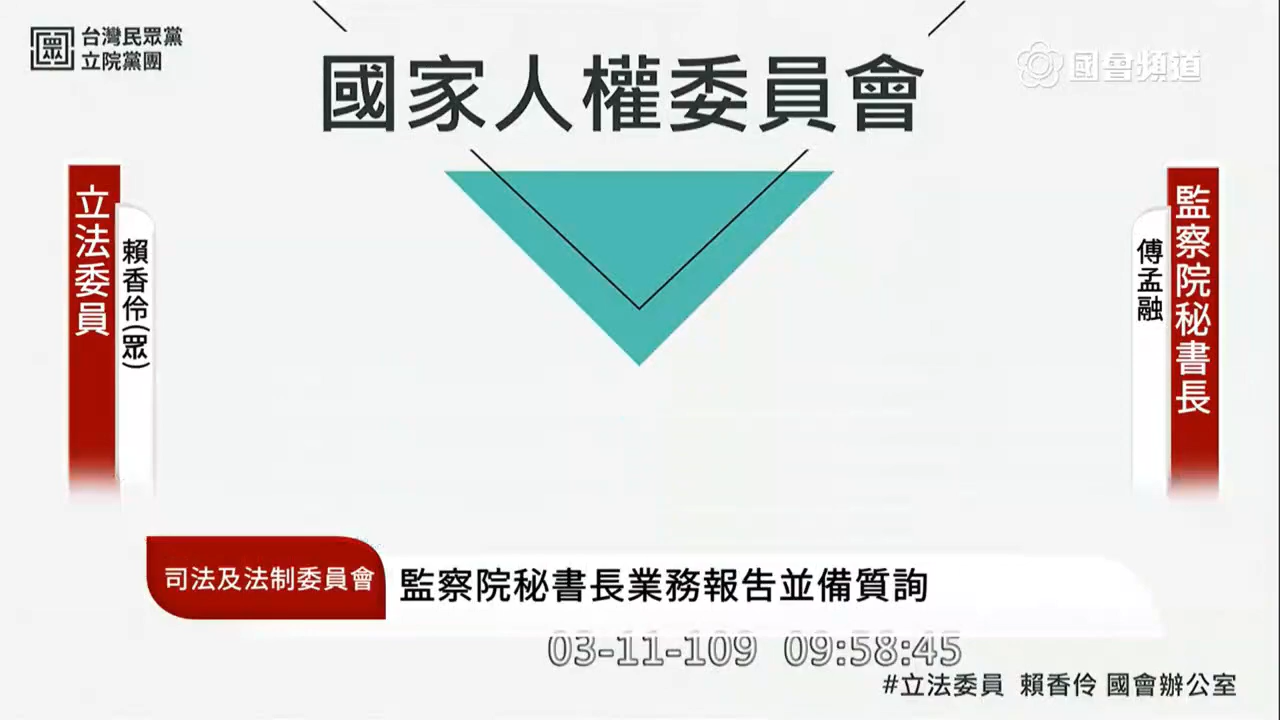 台灣民眾黨
立院黨團
眾
國家人權委員會
國會頻道
立法委員
賴香伶(眾)
監察院秘書長
傅孟融
司法及法制委員會
監察院秘書長業務報告並備質詢
03-11-109 09:58:45
#立法委員 賴香伶 國會辦公室